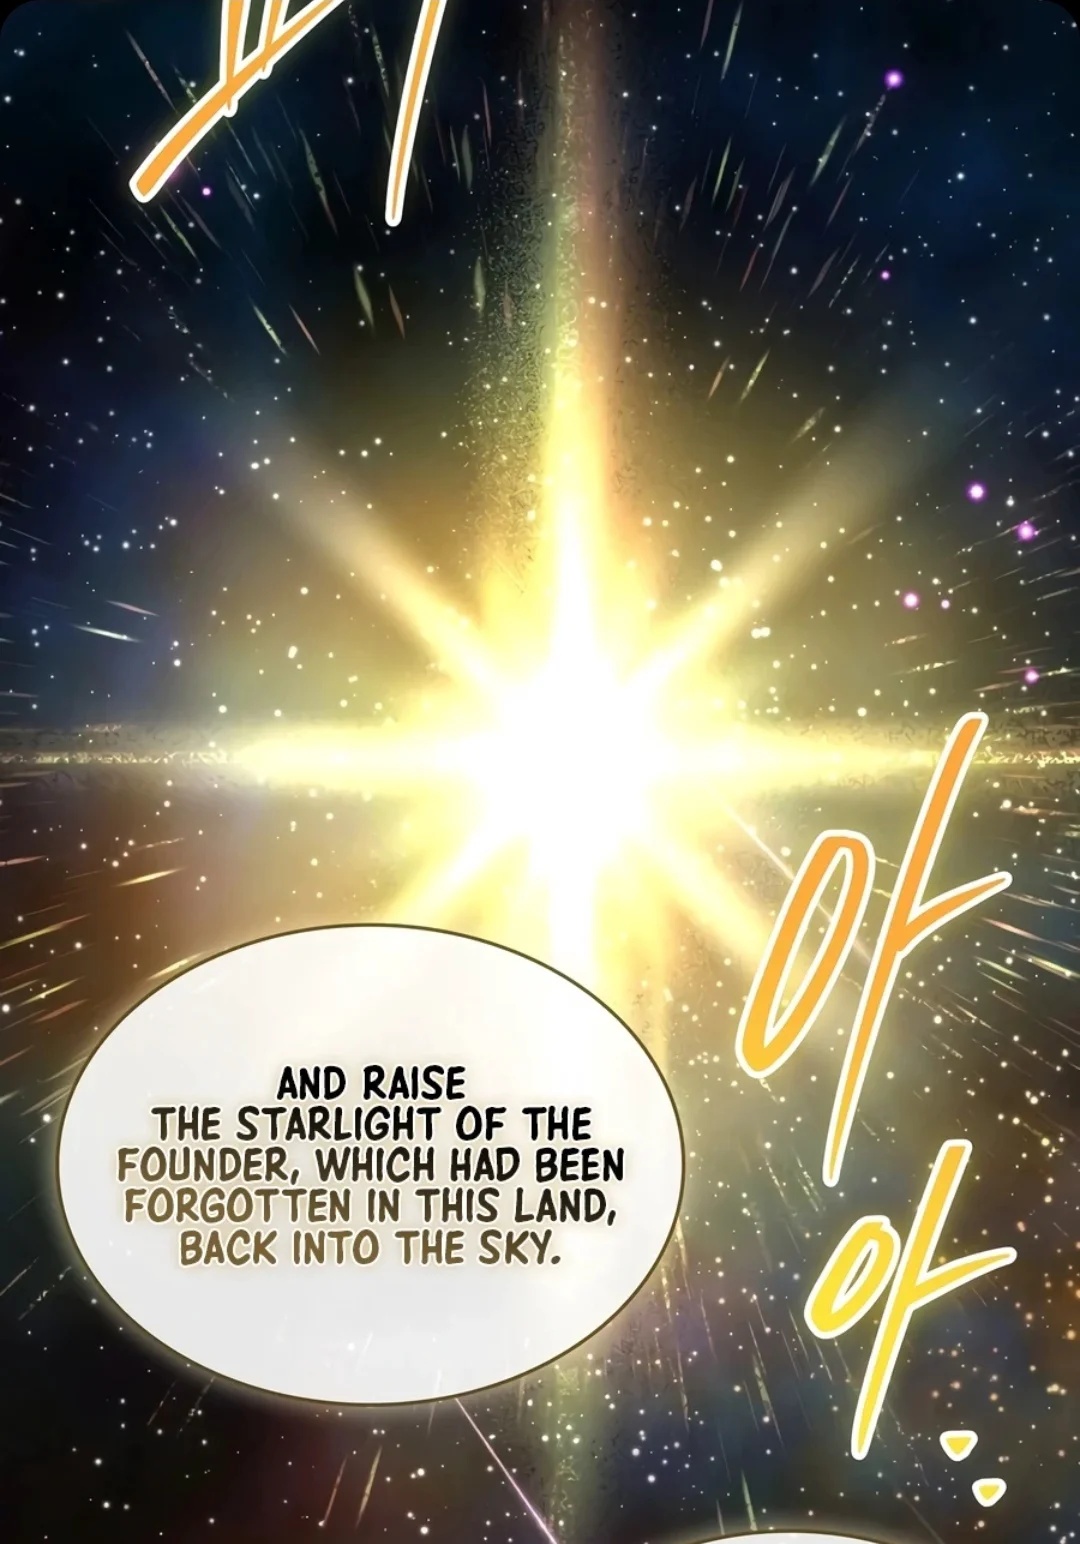 AND RAISE
THE STARLIGHT OF THE
FOUNDER, WHICH HAD BEEN
FORGOTTEN IN THIS LAND,
BACK INTO THE SKY.
아
아